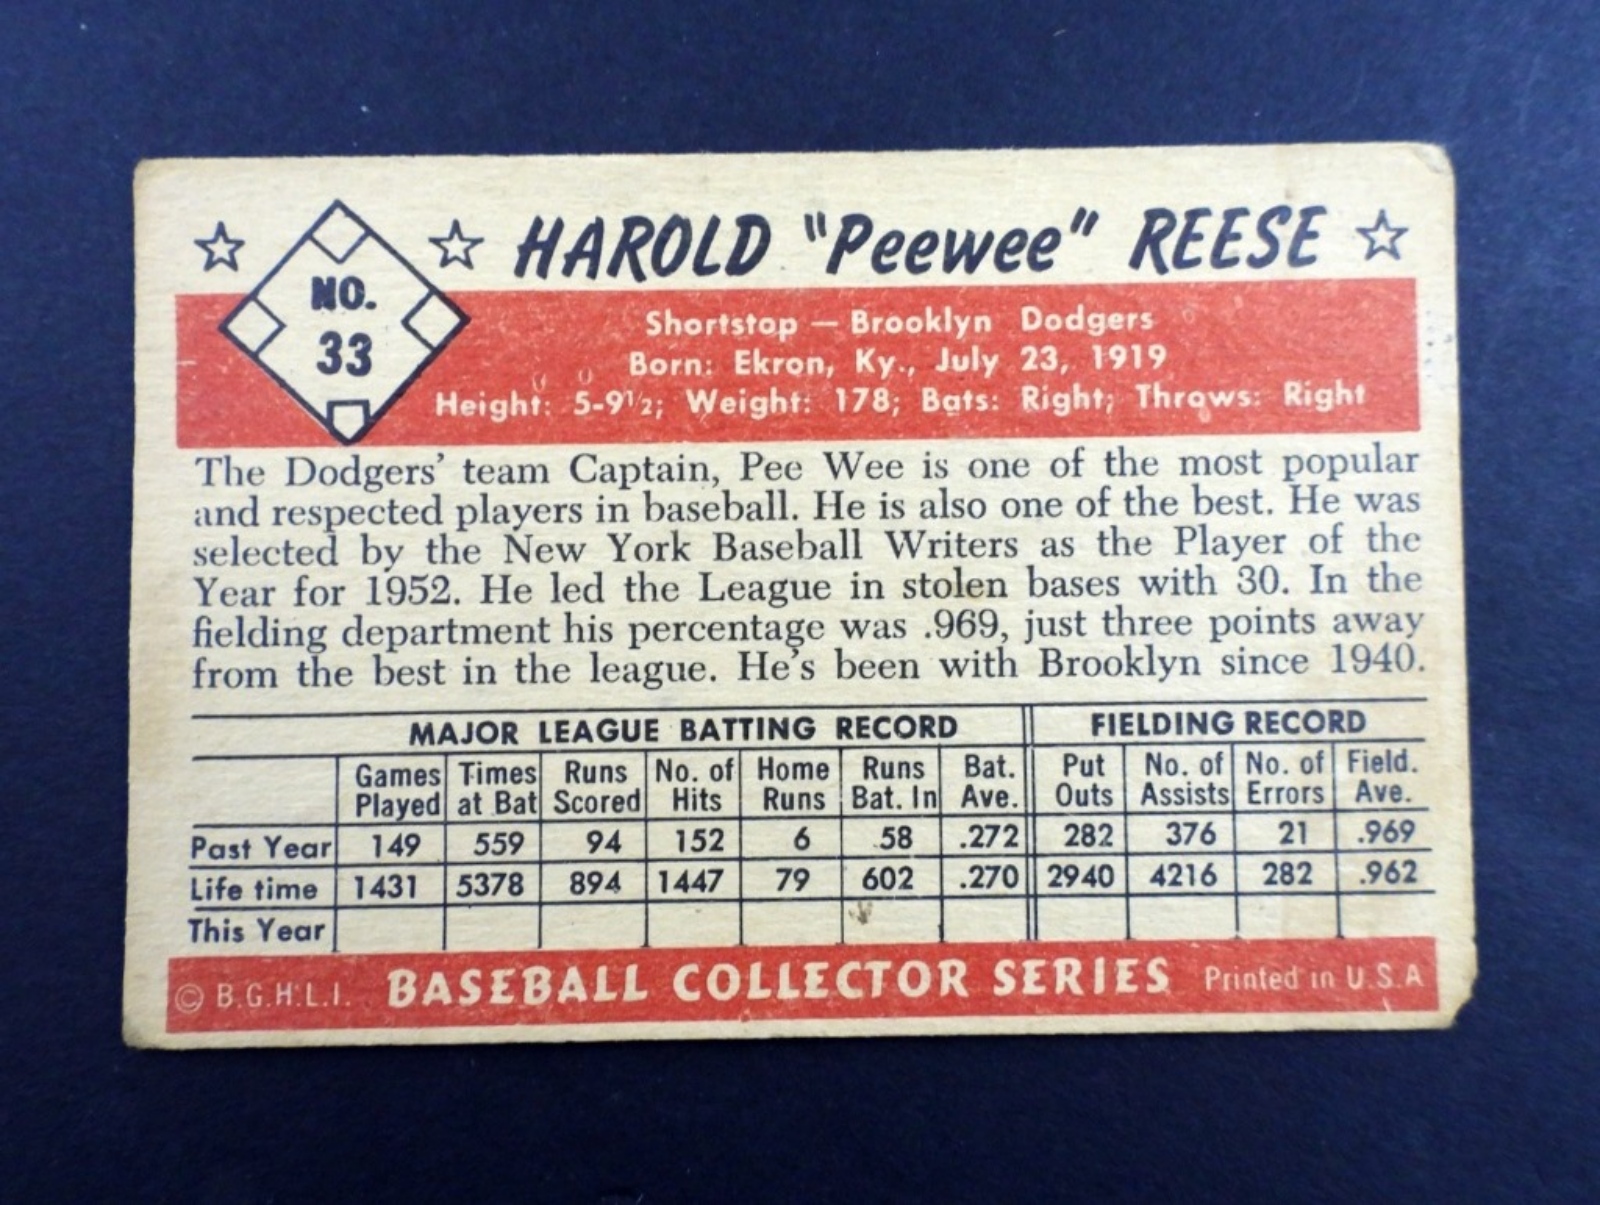 HAROLD "Peewee" REESE
NO.
33
Shortstop — Brooklyn Dodgers
Born: Ekron, Ky., July 23, 1919
Height: 5-9½; Weight: 178; Bats: Right; Throws: Right
The Dodgers' team Captain, Pee Wee is one of the most popular
and respected players in baseball. He is also one of the best. He was
selected by the New York Baseball Writers as the Player of the
Year for 1952. He led the League in stolen bases with 30. In the
fielding department his percentage was .969, just three points away
from the best in the league. He's been with Brooklyn since 1940.
MAJOR LEAGUE BATTING RECORD FIELDING RECORD
Games Times Runs No. of Home Runs Bat. Put No. of No. of Field.
Played at Bat Scored Hits Runs Bat. In Ave. Outs Assists Errors Ave.
Past Year 149 559 94 152 6 58 .272 282 376 21 .969
Life time 1431 5378 894 1447 79 602 .270 2940 4216 282 .962
This Year
© B.G.H.L.I. BASEBALL COLLECTOR SERIES Printed in U.S.A